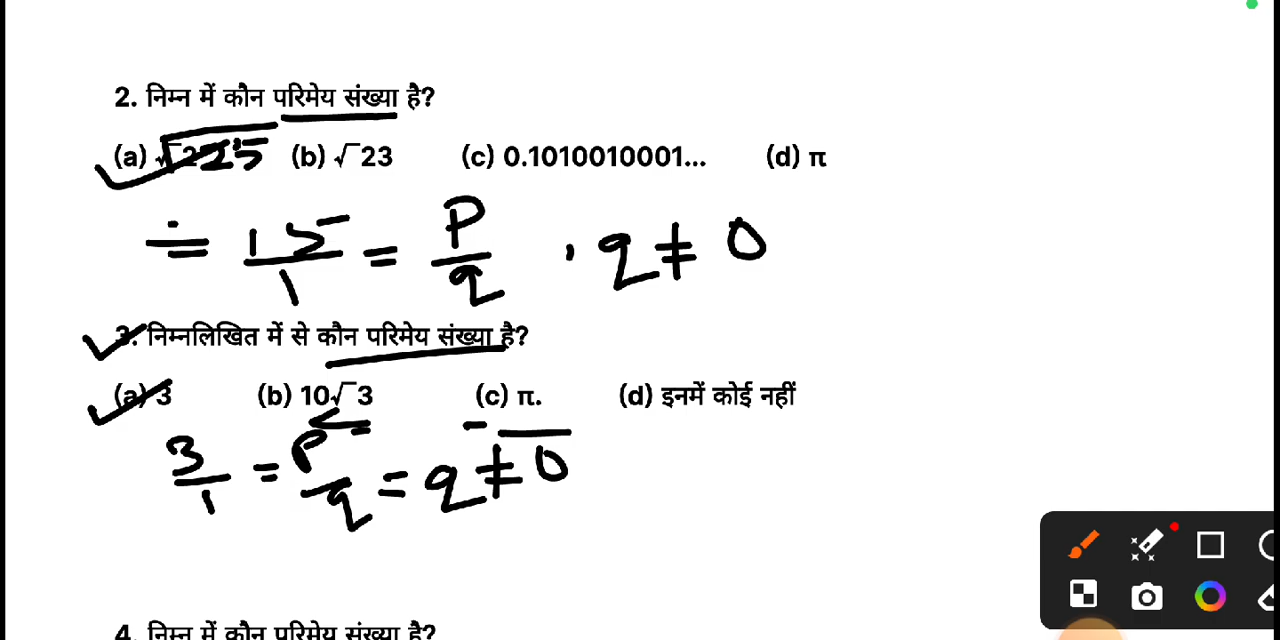 2. निम्न में कौन परिमेय संख्या है?
(a) √225 (b) √23 (c) 0.1010010001... (d) π
= 15/1 = P/q , q ≠ 0
3. निम्नलिखित में से कौन परिमेय संख्या है?
(a) 3 (b) 10√3 (c) π. (d) इनमें कोई नहीं
3/1 = P/q = q ≠ 0
4. निम्न में कौन परिमेय संख्या है?